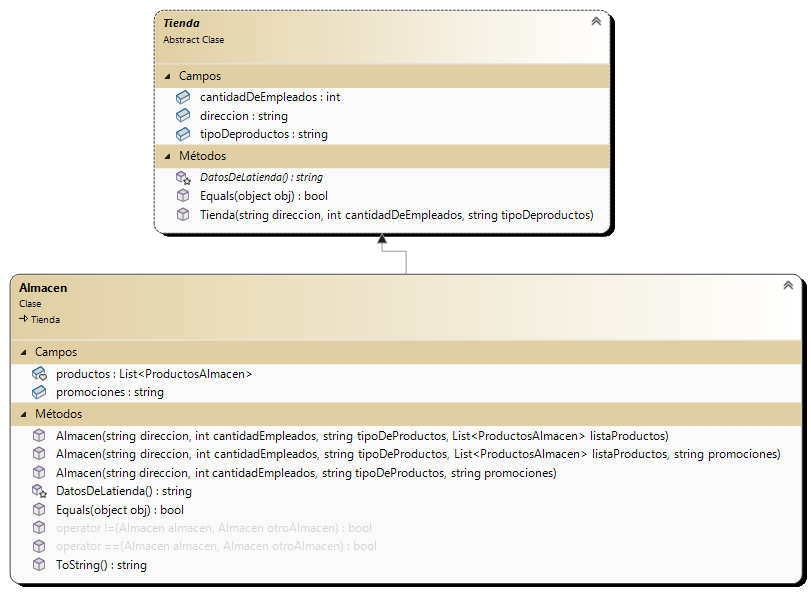 Tienda
Abstract Clase
Campos
cantidadDeEmpleados : int
direccion : string
tipoDeproductos : string
Métodos
DatosDeLatienda() : string
Equals(object obj) : bool
Tienda(string direccion, int cantidadDeEmpleados, string tipoDeproductos)
Almacen
Clase
Tienda
Campos
productos : List<ProductosAlmacen>
promociones : string
Métodos
Almacen(string direccion, int cantidadEmpleados, string tipoDeProductos, List<ProductosAlmacen> listaProductos)
Almacen(string direccion, int cantidadEmpleados, string tipoDeProductos, List<ProductosAlmacen> listaProductos, string promociones)
Almacen(string direccion, int cantidadEmpleados, string tipoDeProductos, string promociones)
DatosDeLatienda() : string
Equals(object obj) : bool
operator !=(Almacen almacen, Almacen otroAlmacen) : bool
operator ==(Almacen almacen, Almacen otroAlmacen) : bool
ToString() : string